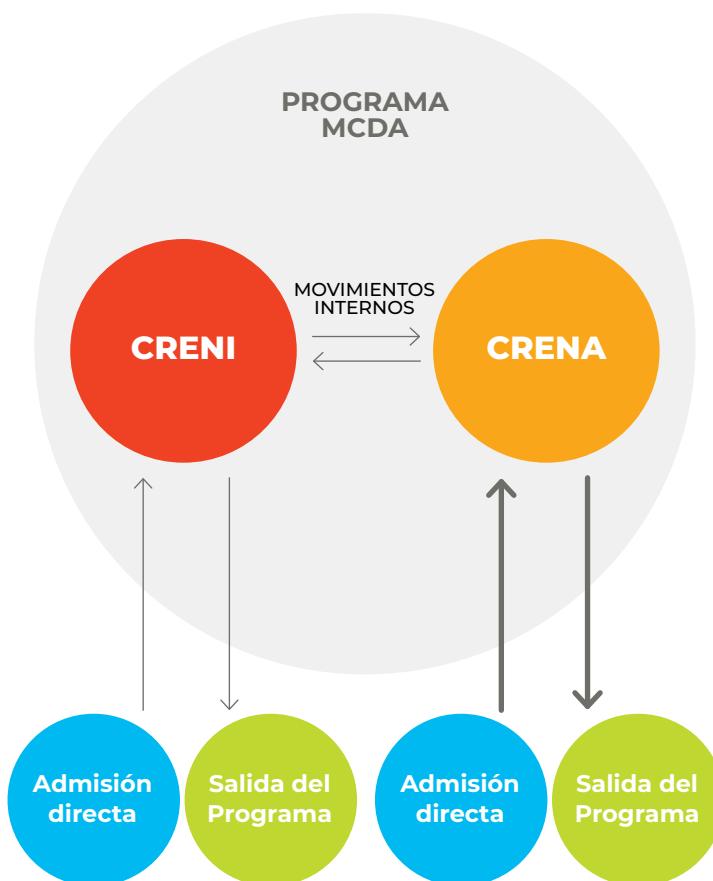 PROGRAMA
MCDA
MOVIMIENTOS
INTERNOS
CRENI
CRENA
Admisión
directa
Salida del
Programa
Admisión
directa
Salida del
Programa